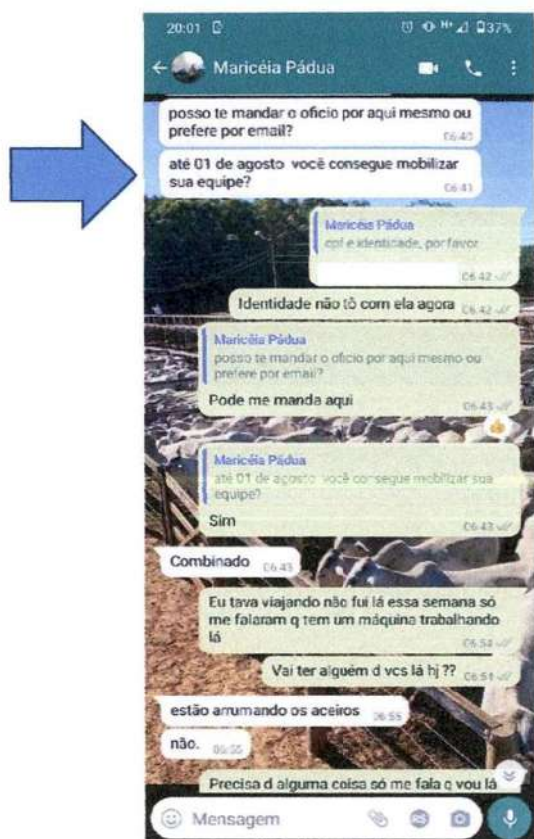 20:01
H+
37%
Maricéia Pádua
posso te mandar o oficio por aqui mesmo ou
prefere por email?
06:40
até 01 de agosto você consegue mobilizar
sua equipe?
06:41
Maricéia Pádua
cpf e identidade, por favor
06:42
Identidade não tô com ela agora
06:42
Maricéia Pádua
posso te mandar o oficio por aqui mesmo ou
prefere por email?
Pode me manda aqui
06:43
Maricéia Pádua
até 01 de agosto você consegue mobilizar sua
equipe?
Sim
06:43
Combinado
06:43
Eu tava viajando não fui lá essa semana só
me falaram q tem um máquina trabalhando
lá
Vai ter alguém d vcs lá hj ??
estão arrumando os aceiros
06:55
não.
06:55
Precisa d alguma coisa só me fala q vou lá
Mensagem